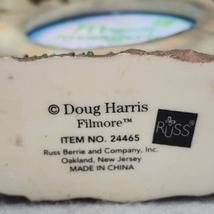 © Doug Harris
Filmore™
ITEM NO. 24465
Russ Berrie and Company, Inc.
Oakland, New Jersey
MADE IN CHINA
RUSS